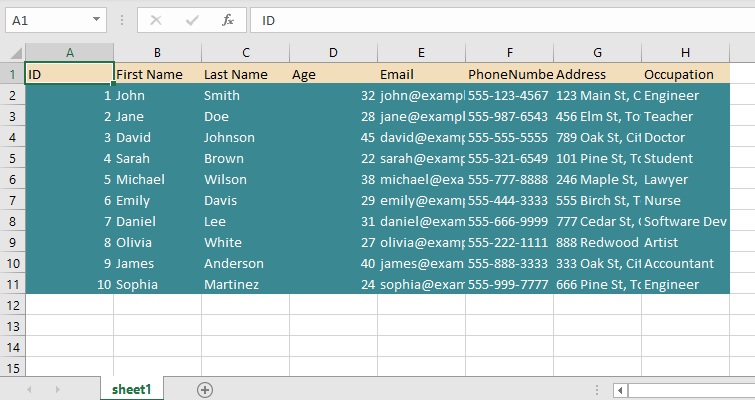 A1 fx ID
A B C D E F G H
1 ID First Name Last Name Age Email PhoneNumbe Address Occupation
2 1 John Smith 32 john@exampl 555-123-4567 123 Main St, C Engineer
3 2 Jane Doe 28 jane@exampl 555-987-6543 456 Elm St, To Teacher
4 3 David Johnson 45 david@examp 555-555-5555 789 Oak St, Cit Doctor
5 4 Sarah Brown 22 sarah@examp 555-321-6549 101 Pine St, To Student
6 5 Michael Wilson 38 michael@exa 555-777-8888 246 Maple St, Lawyer
7 6 Emily Davis 29 emily@examp 555-444-3333 555 Birch St, T Nurse
8 7 Daniel Lee 31 daniel@exam 555-666-9999 777 Cedar St, Software Dev
9 8 Olivia White 27 olivia@examp 555-222-1111 888 Redwood Artist
10 9 James Anderson 40 james@exam 555-888-3333 333 Oak St, Cit Accountant
11 10 Sophia Martinez 24 sophia@exam 555-999-7777 666 Pine St, To Engineer
12
13
14
15
sheet1